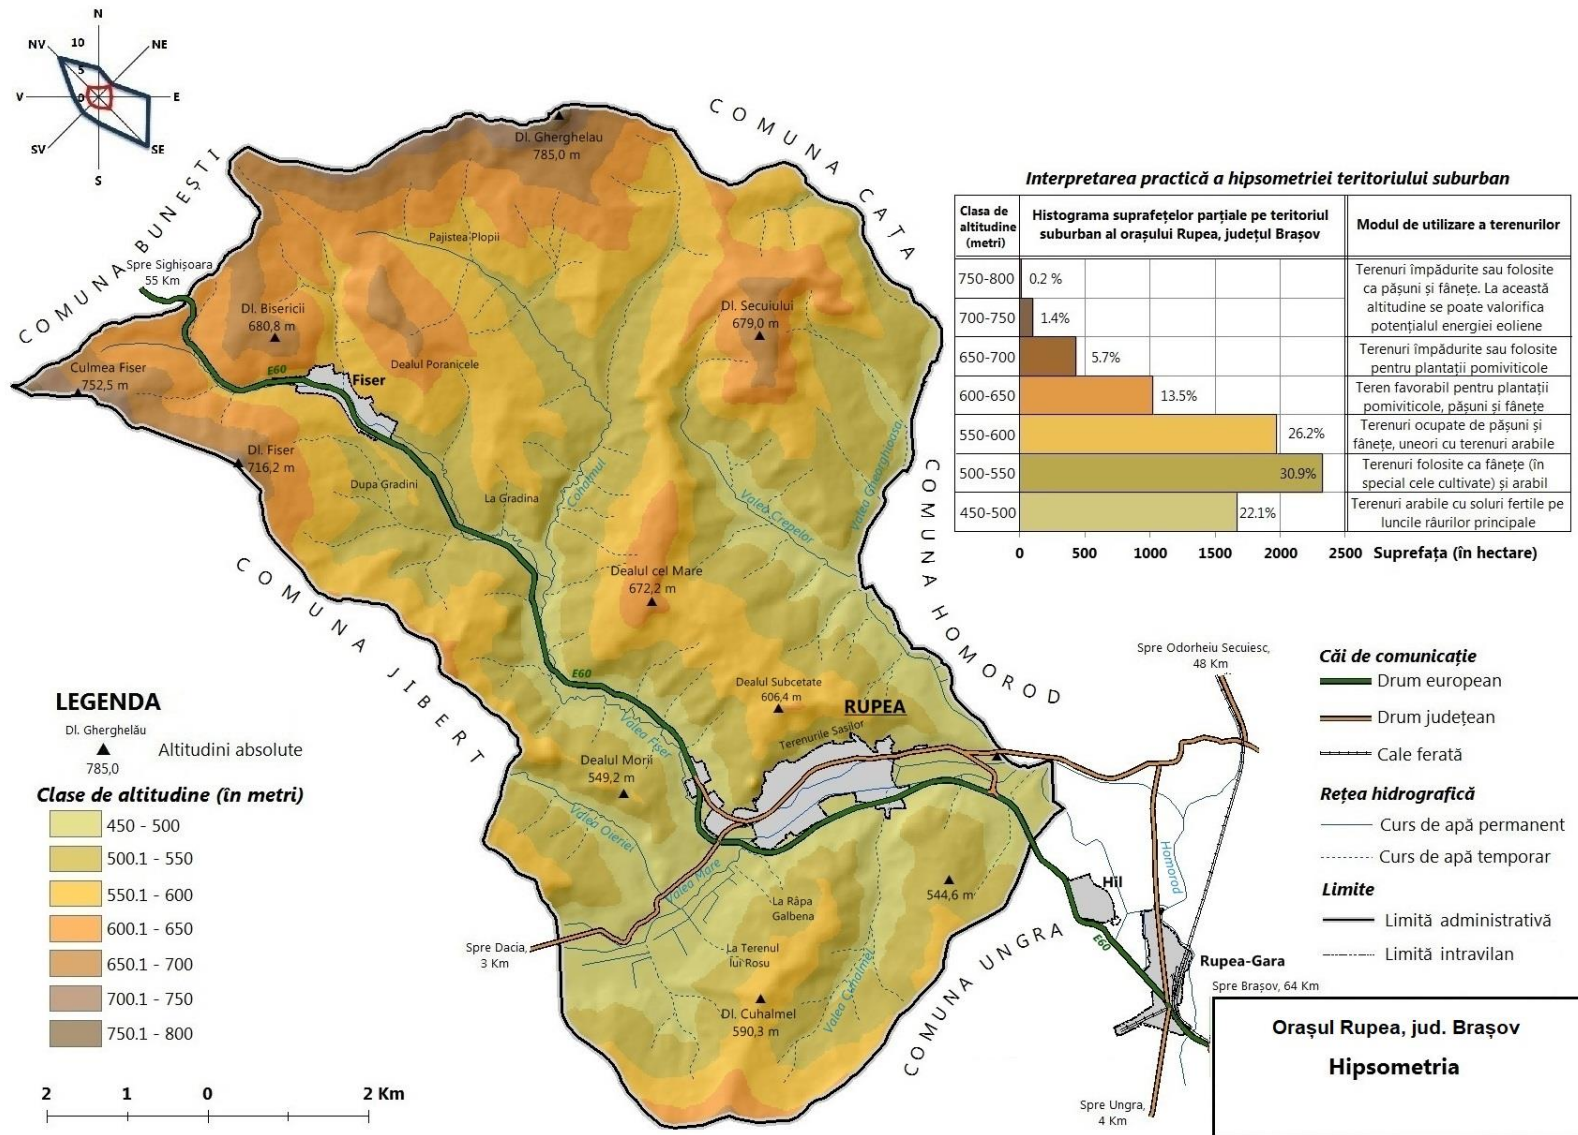 N
NV
10
NE
5
V
0
E
SV
SE
S
COMUNA BUNEȘTI
COMUNA CAȚA
COMUNA HOMOROD
COMUNA JIBERT
COMUNA UNGRA
Dl. Gherghelau
785,0 m
Pajistea Plopii
Spre Sighișoara
55 Km
Dl. Bisericii
680,8 m
Dl. Secuiului
679,0 m
Culmea Fiser
752,5 m
Dealul Poranicele
E60
Fiser
Dl. Fiser
716,2 m
Dupa Gradini
La Gradina
Cohalmul
Valea Crepelor
Valea Gheorghioasa
Dealul cel Mare
672,2 m
E60
Dealul Subcetate
606,4 m
RUPEA
Terenurile Sasilor
Valea Fiser
Dealul Morii
549,2 m
Valea Oieriei
Valea Mare
La Râpa
Galbena
544,6 m
Spre Dacia,
3 Km
La Terenul
lui Rosu
Dl. Cuhalmel
590,3 m
Valea Cuhalmel
Spre Odorheiu Secuiesc,
48 Km
Homorod
Hil
E60
Rupea-Gara
Spre Brașov, 64 Km
Spre Ungra,
4 Km
Interpretarea practică a hipsometriei teritoriului suburban
Clasa de
altitudine
(metri)
Histograma suprafețelor parțiale pe teritoriul
suburban al orașului Rupea, județul Brașov
Modul de utilizare a terenurilor
750-800
0.2 %
Terenuri împădurite sau folosite
ca pășuni și fânețe. La această
altitudine se poate valorifica
potențialul energiei eoliene
700-750
1.4%
650-700
5.7%
Terenuri împădurite sau folosite
pentru plantații pomiviticole
600-650
13.5%
Teren favorabil pentru plantații
pomiviticole, pășuni și fânețe
550-600
26.2%
Terenuri ocupate de pășuni și
fânețe, uneori cu terenuri arabile
500-550
30.9%
Terenuri folosite ca fânețe (în
special cele cultivate) și arabil
450-500
22.1%
Terenuri arabile cu soluri fertile pe
luncile râurilor principale
0 500 1000 1500 2000 2500 Suprefața (în hectare)
LEGENDA
Dl. Gherghelău
785,0
Altitudini absolute
Clase de altitudine (în metri)
450 - 500
500.1 - 550
550.1 - 600
600.1 - 650
650.1 - 700
700.1 - 750
750.1 - 800
2 1 0 2 Km
Căi de comunicație
Drum european
Drum județean
Cale ferată
Rețea hidrografică
Curs de apă permanent
Curs de apă temporar
Limite
Limită administrativă
Limită intravilan
Orașul Rupea, jud. Brașov
Hipsometria